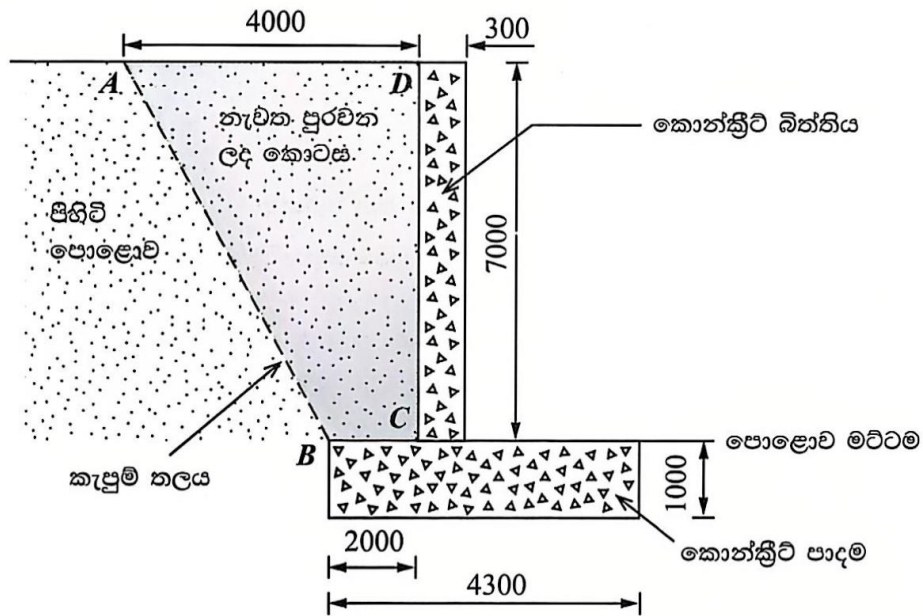 4000
300
A
D
නැවත පුරවන
ලද කොටස
කොන්ක්‍රීට් බිත්තිය
පිහිටි
පොළොව
7000
C
B
පොළොව මට්ටම
කැපුම් තලය
1000
කොන්ක්‍රීට් පාදම
2000
4300